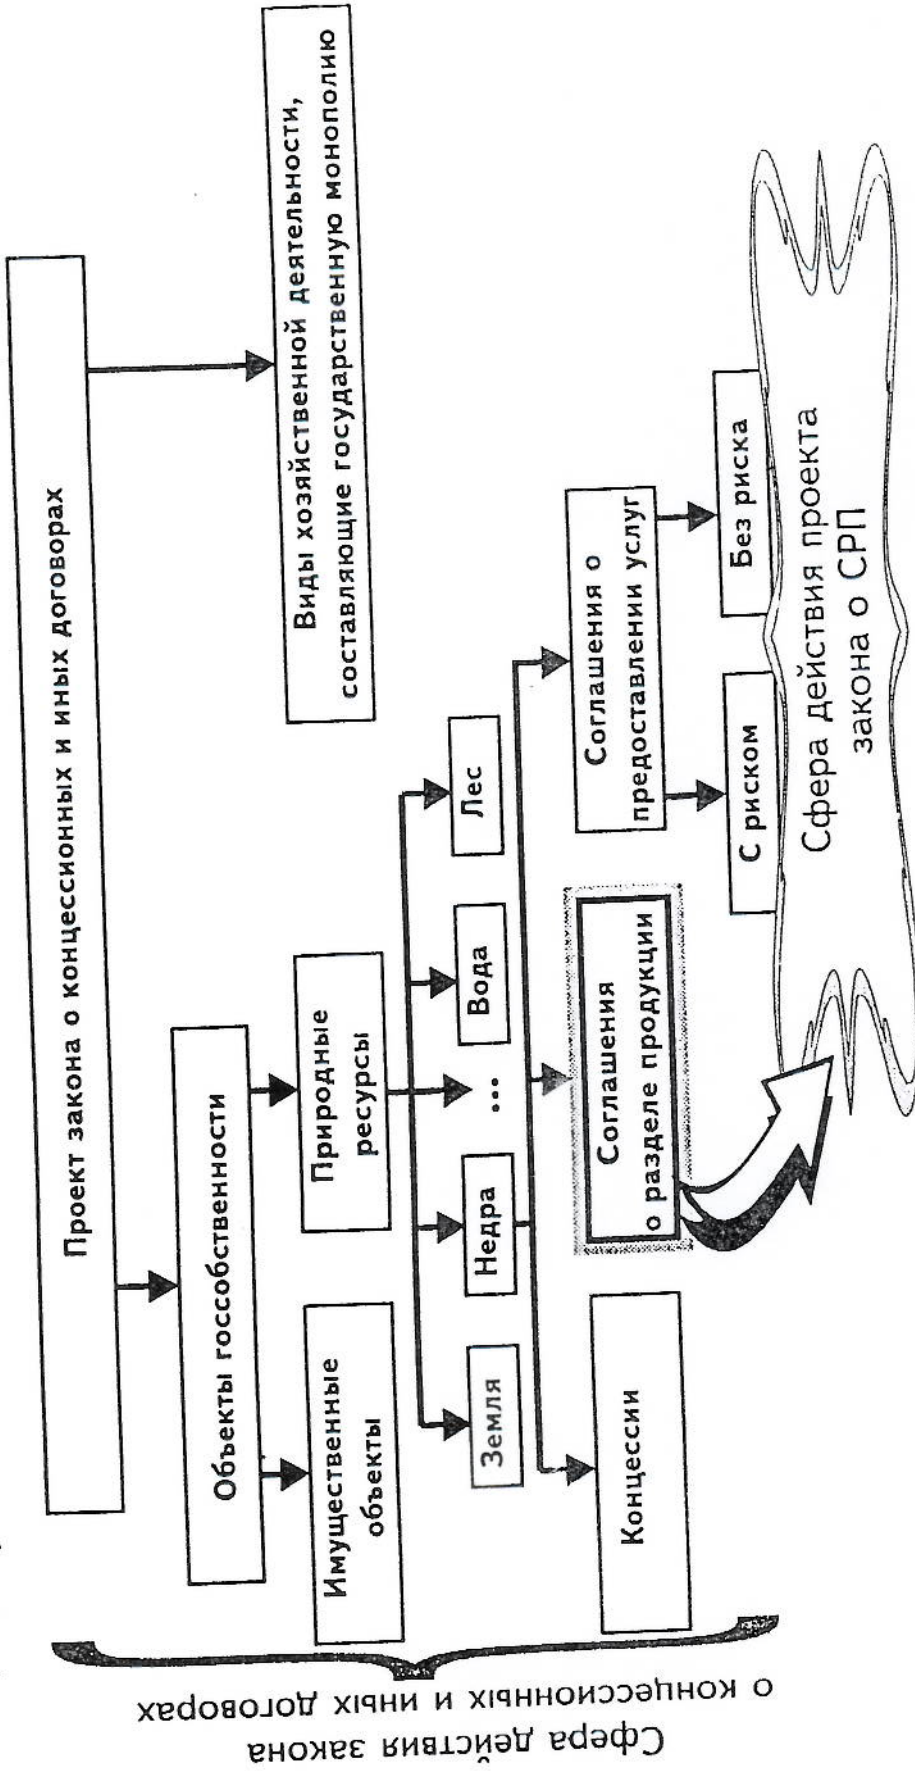 Проект закона о концессионных и иных договорах
Объекты госсобственности
Виды хозяйственной деятельности,
составляющие государственную монополию
Имущественные
объекты
Природные
ресурсы
Земля
Недра
...
Вода
Лес
Концессии
Соглашения
о разделе продукции
Соглашения о
предоставлении услуг
С риском
Без риска
Сфера действия проекта
закона о СРП
Сфера действия закона
о концессионных и иных договорах